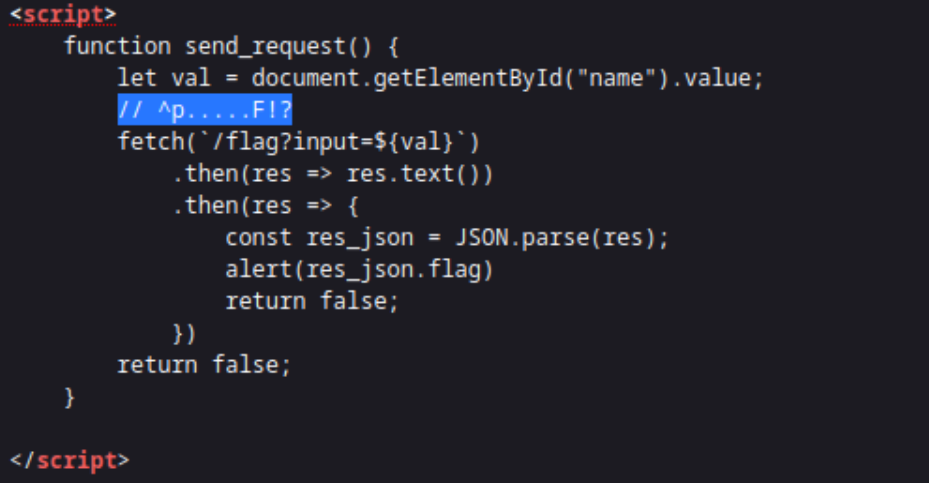 <script>
function send_request() {
let val = document.getElementById("name").value;
// ^p.....F!?
fetch(`/flag?input=${val}`)
.then(res => res.text())
.then(res => {
const res_json = JSON.parse(res);
alert(res_json.flag)
return false;
})
return false;
}
</script>